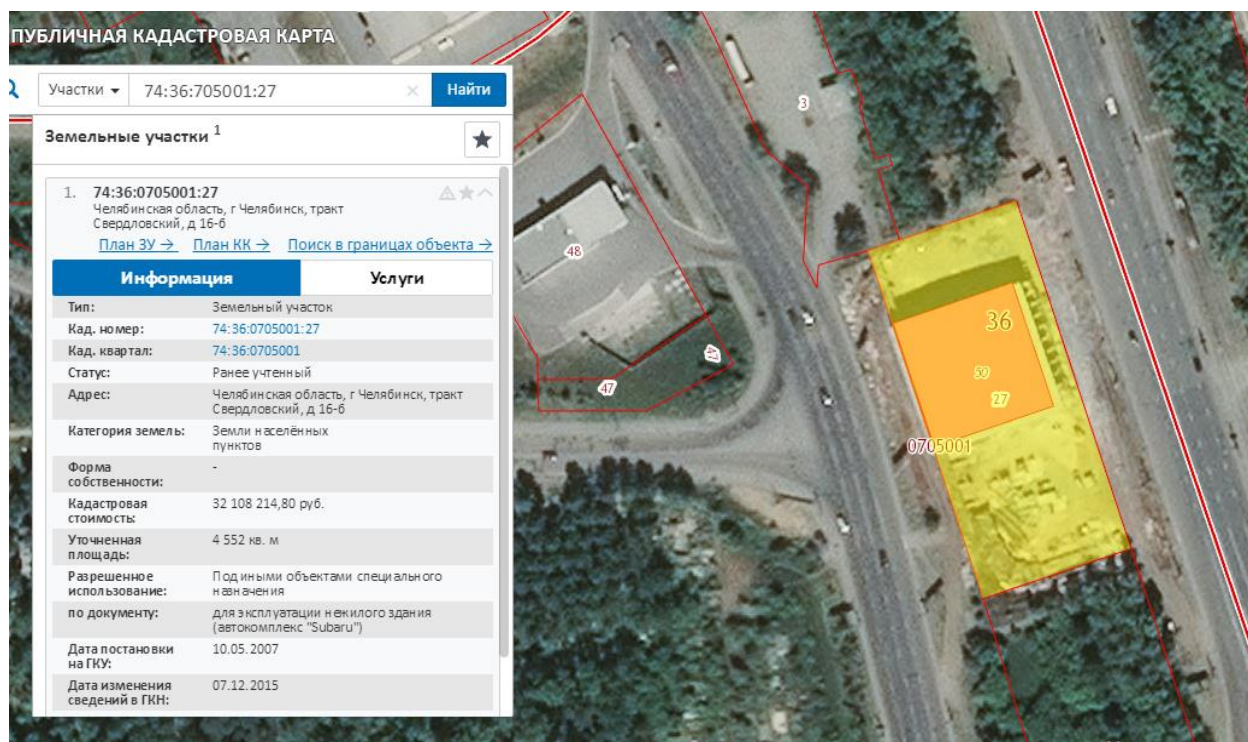 ПУБЛИЧНАЯ КАДАСТРОВАЯ КАРТА
Участки
74:36:705001:27
×
Найти
Земельные участки 1
1. 74:36:0705001:27
Челябинская область, г Челябинск, тракт
Свердловский, д 16-б
План ЗУ → План КК → Поиск в границах объекта →
Информация
Услуги
Тип: Земельный участок
Кад. номер: 74:36:0705001:27
Кад. квартал: 74:36:0705001
Статус: Ранее учтенный
Адрес: Челябинская область, г Челябинск, тракт
Свердловский, д 16-б
Категория земель: Земли населённых
пунктов
Форма
собственности: -
Кадастровая
стоимость: 32 108 214,80 руб.
Уточненная
площадь: 4 552 кв. м
Разрешенное
использование: Под иными объектами специального
назначения
по документу: для эксплуатации нежилого здания
(автокомплекс "Subaru")
Дата постановки
на ГКУ: 10.05.2007
Дата изменения
сведений в ГКН: 07.12.2015
3
48
47
47
36
50
27
0705001